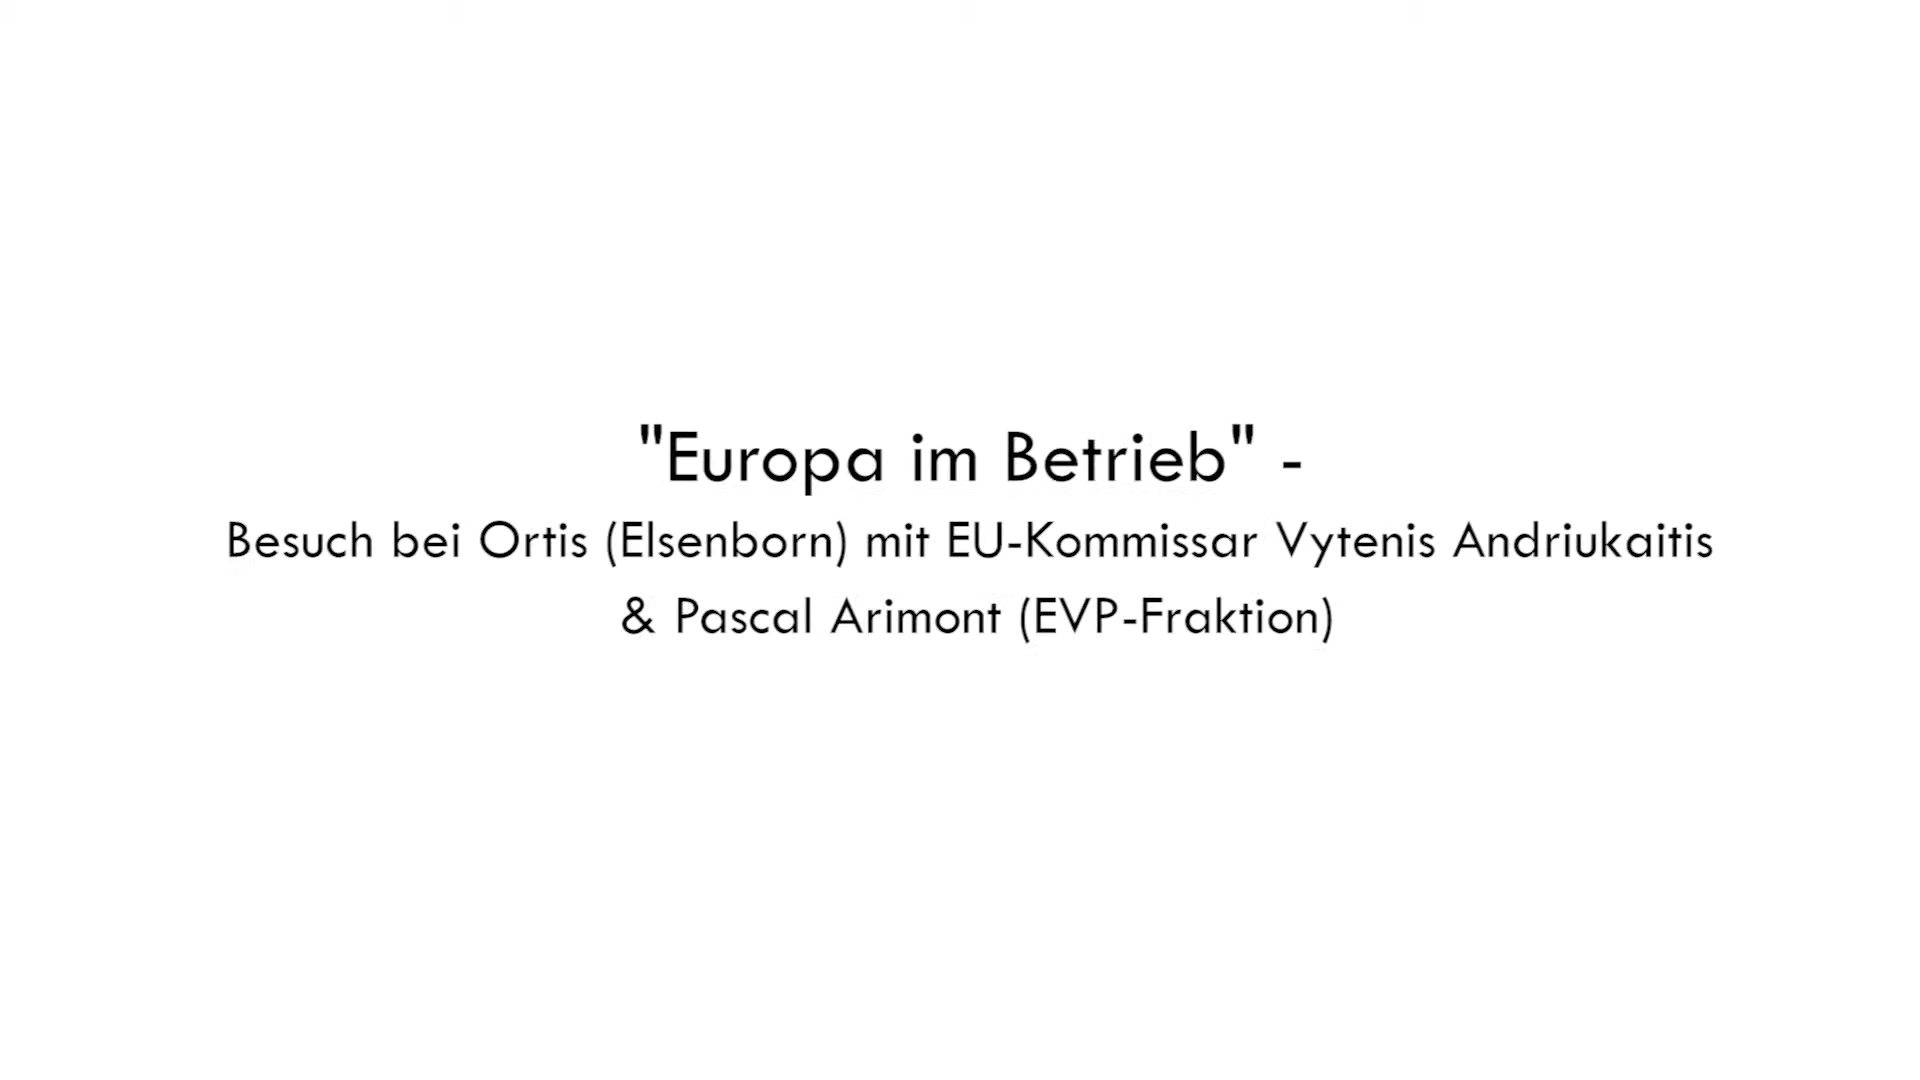 "Europa im Betrieb" -
Besuch bei Ortis (Elsenborn) mit EU-Kommissar Vytenis Andriukaitis
& Pascal Arimont (EVP-Fraktion)